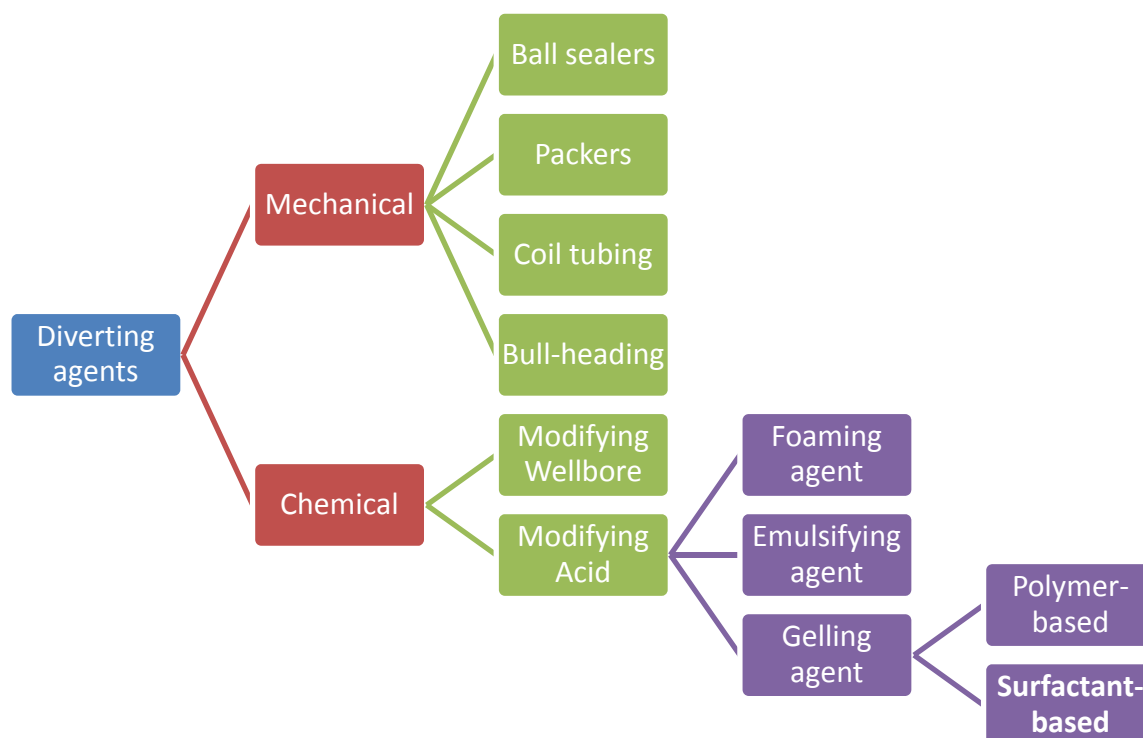 Ball sealers
Packers
Mechanical
Coil tubing
Diverting
agents
Bull-heading
Modifying
Wellbore
Foaming
agent
Chemical
Modifying
Acid
Emulsifying
agent
Polymer-
based
Gelling
agent
Surfactant-
based